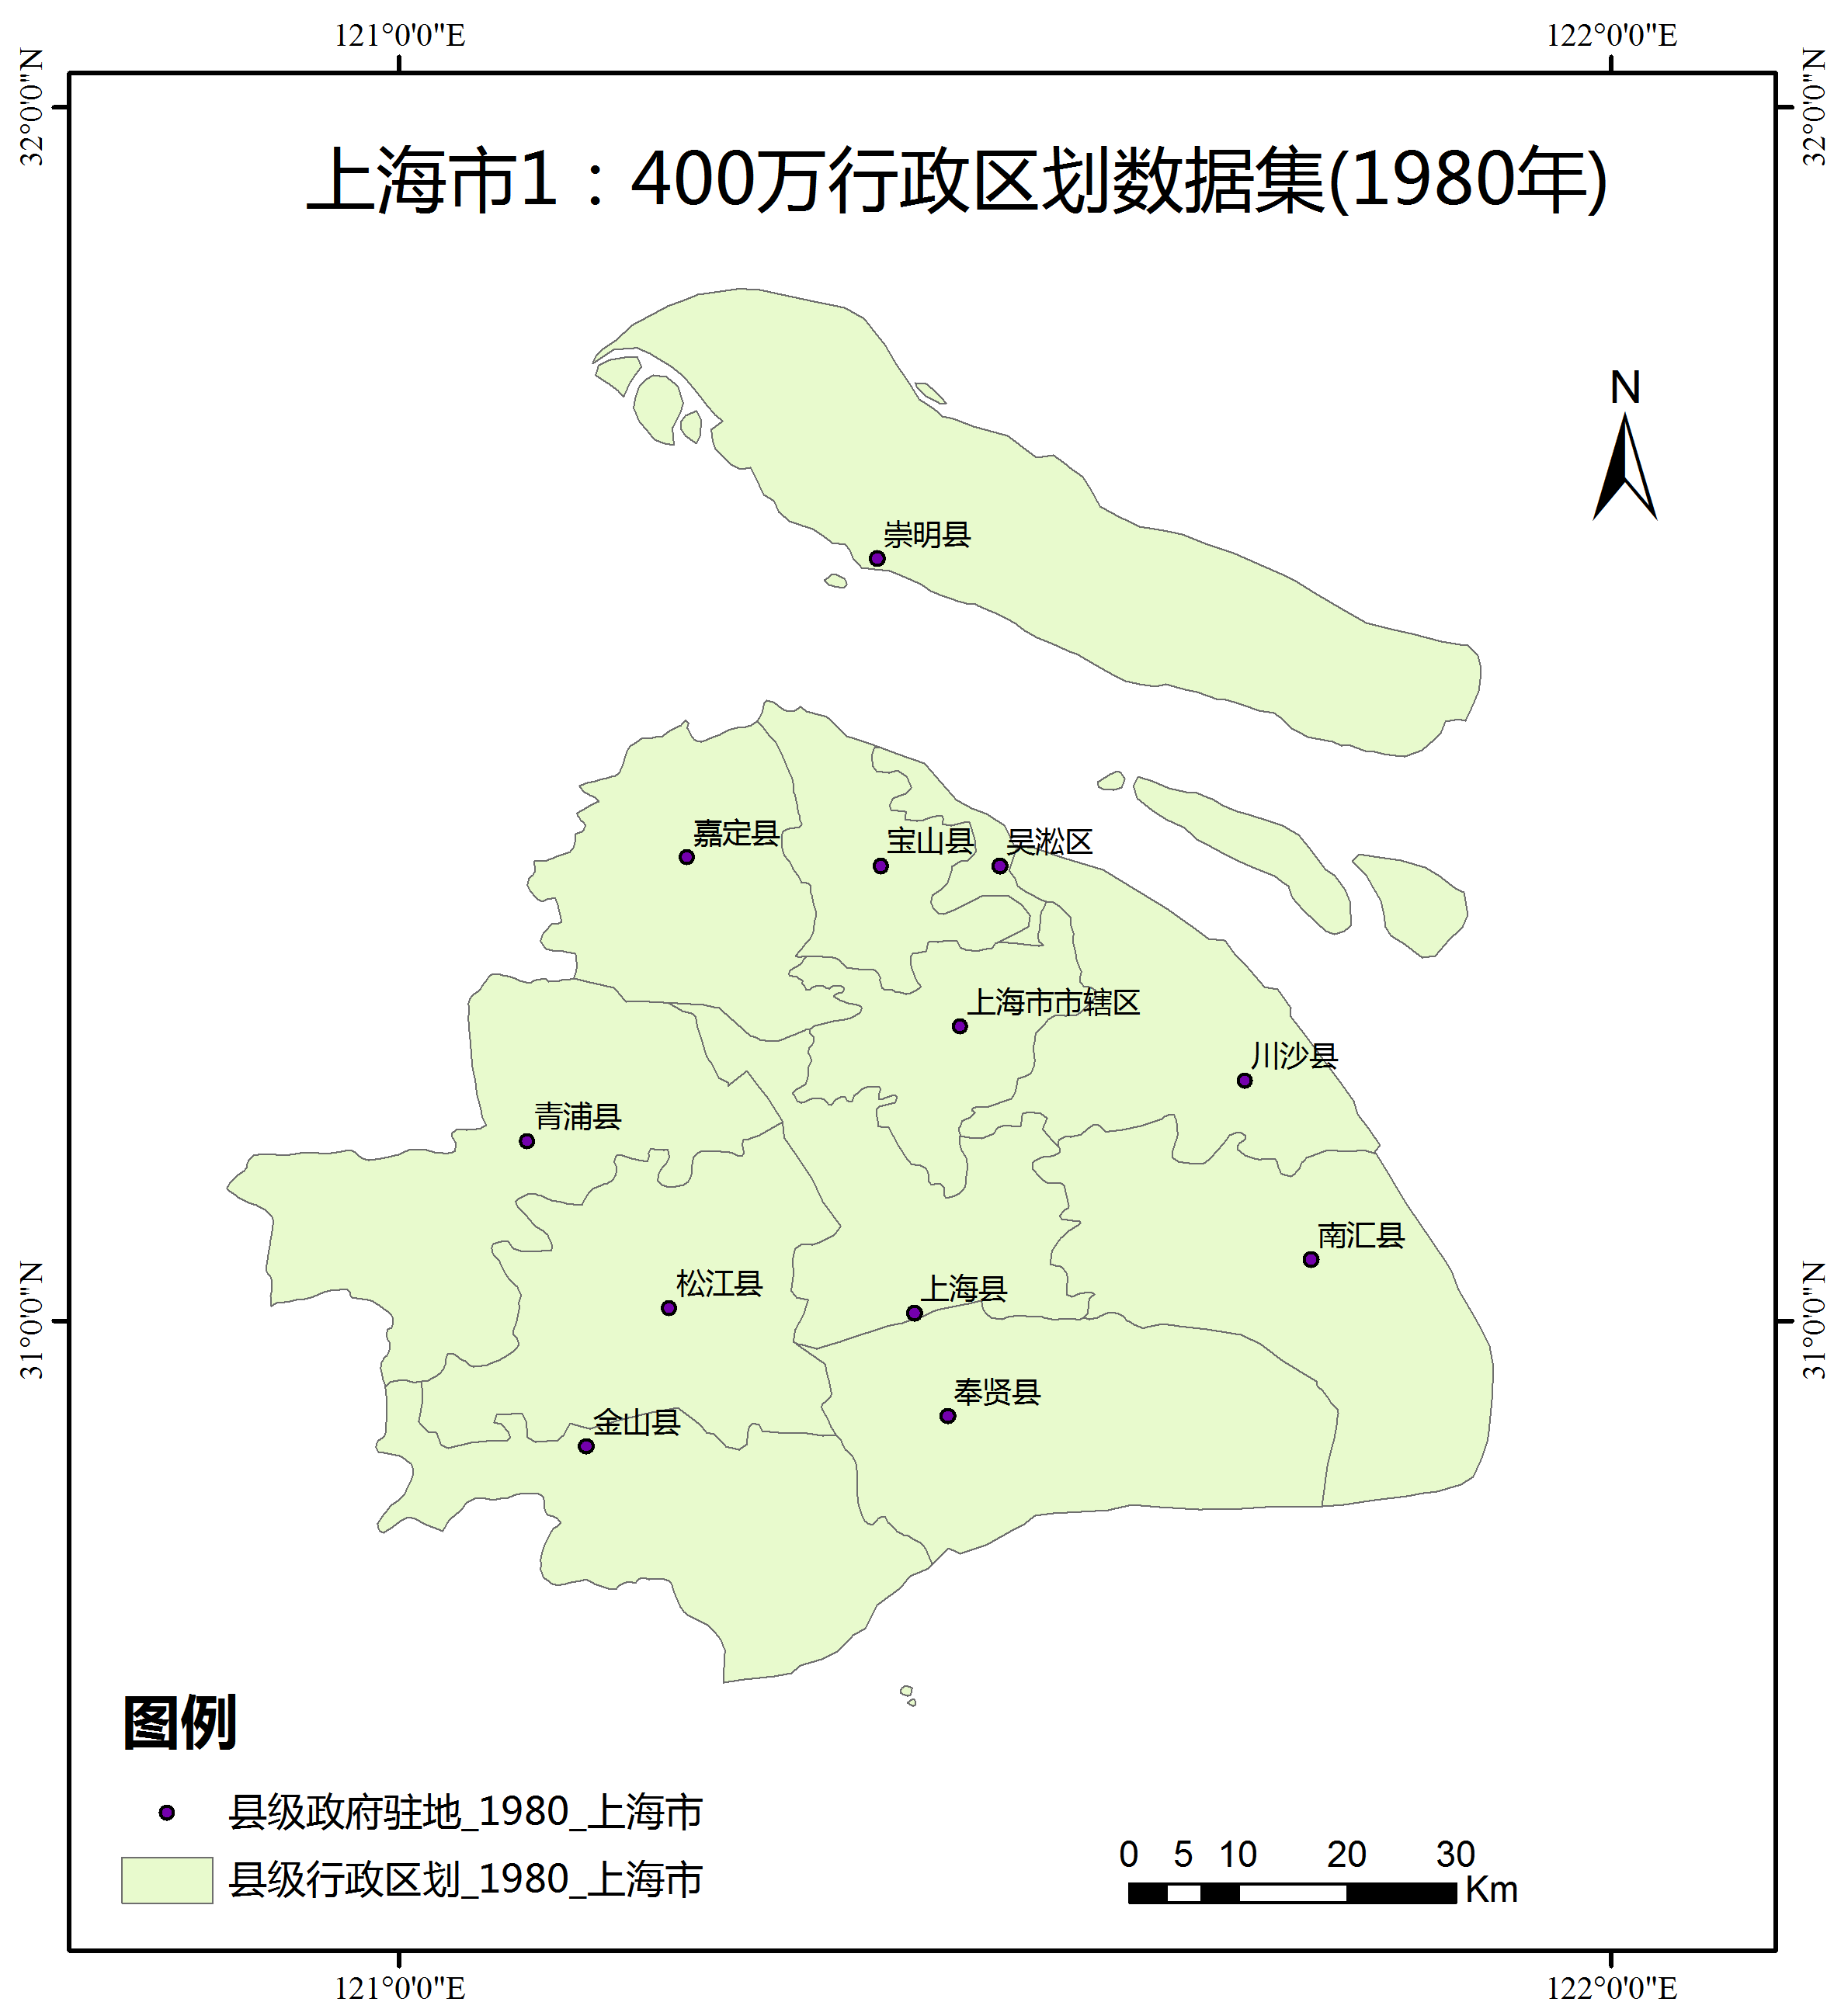 121°0'0"E
122°0'0"E
32°0'0"N
32°0'0"N
上海市1：400万行政区划数据集(1980年)
N
崇明县
嘉定县
宝山县
吴淞区
上海市市辖区
川沙县
青浦县
南汇县
松江县
上海县
31°0'0"N
31°0'0"N
奉贤县
金山县
图例
县级政府驻地_1980_上海市
县级行政区划_1980_上海市
0 5 10 20 30
Km
121°0'0"E
122°0'0"E